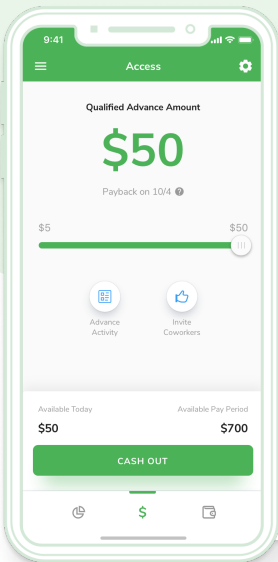 9:41
Access
Qualified Advance Amount
$50
Payback on 10/4 ?
$5 $50
Advance Invite
Activity Coworkers
Available Today Available Pay Period
$50 $700
CASH OUT
$